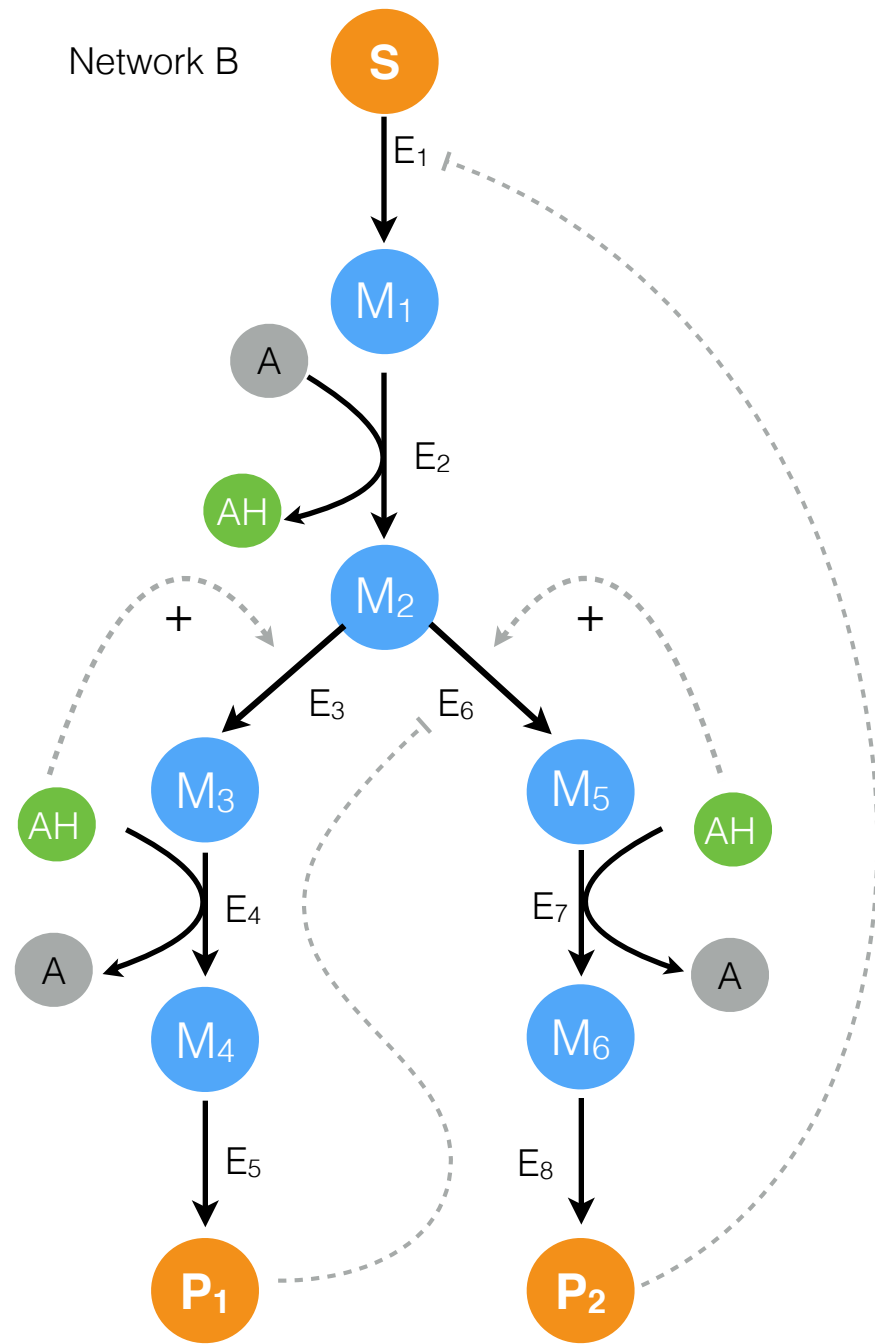 Network B
S
E₁
M₁
A
E₂
AH
M₂
+
+
E₃
E₆
M₃
M₅
AH
AH
E₄
E₇
A
A
M₄
M₆
E₅
E₈
P₁
P₂